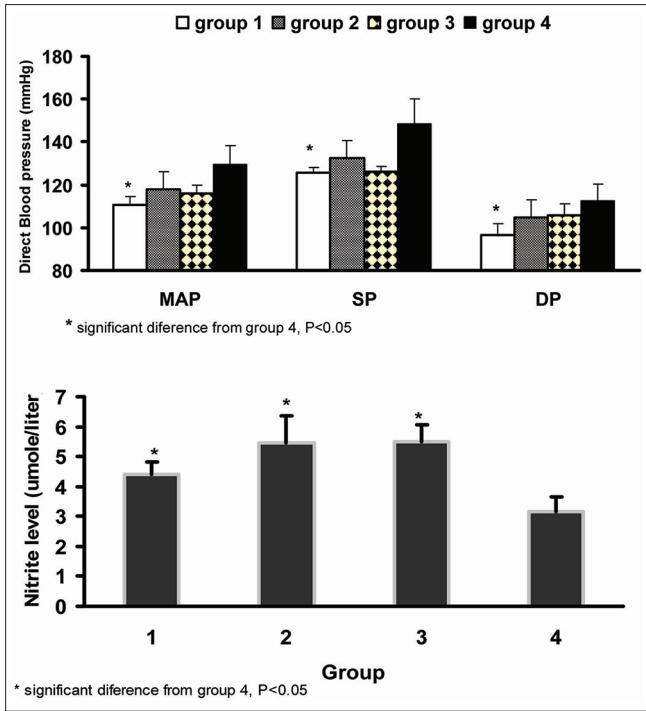 group 1 group 2 group 3 group 4
Direct Blood pressure (mmHg)
180
160
140
120
100
80
* * *
MAP SP DP
* significant diference from group 4, P<0.05
Nitrite level (umole/liter
7
6
5
4
3
2
1
0
* * *
1 2 3 4
Group
* significant diference from group 4, P<0.05